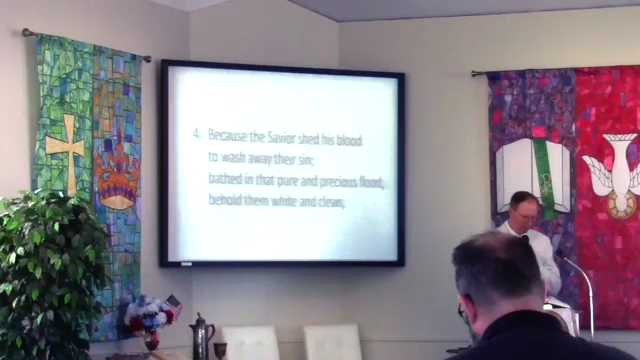 4. Because the Savior shed his blood
to wash away their sin;
bathed in that pure and precious flood,
behold them white and clean,